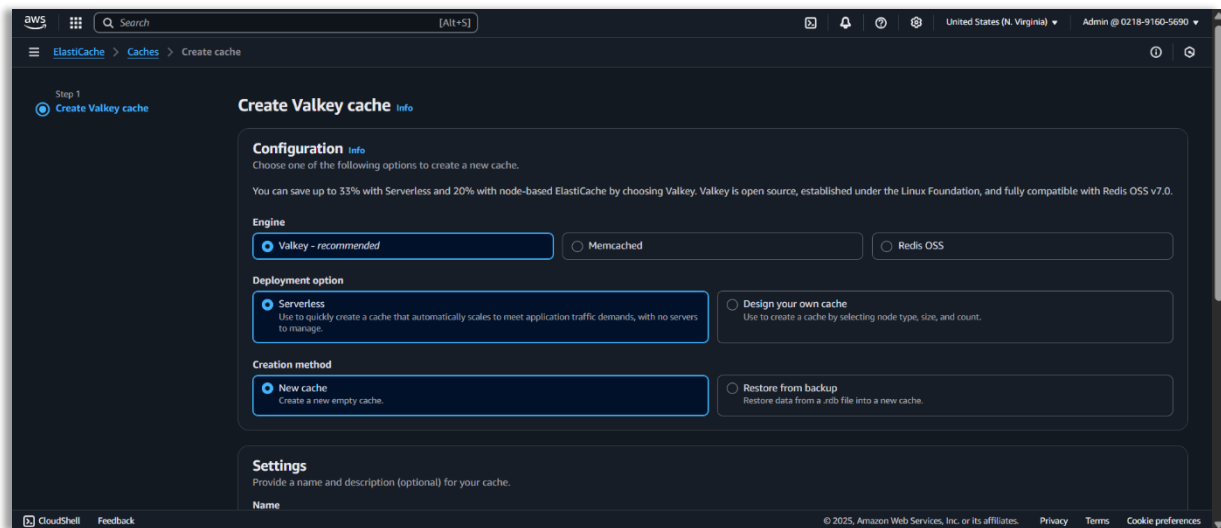 aws
Search [Alt+S]
United States (N. Virginia)
Admin @ 0218-9160-5690
ElastiCache > Caches > Create cache
Step 1
Create Valkey cache
Create Valkey cache Info
Configuration Info
Choose one of the following options to create a new cache.
You can save up to 33% with Serverless and 20% with node-based ElastiCache by choosing Valkey. Valkey is open source, established under the Linux Foundation, and fully compatible with Redis OSS v7.0.
Engine
Valkey - recommended
Memcached
Redis OSS
Deployment option
Serverless
Use to quickly create a cache that automatically scales to meet application traffic demands, with no servers
to manage.
Design your own cache
Use to create a cache by selecting node type, size, and count.
Creation method
New cache
Create a new empty cache.
Restore from backup
Restore data from a .rdb file into a new cache.
Settings
Provide a name and description (optional) for your cache.
Name
CloudShell Feedback
© 2025, Amazon Web Services, Inc. or its affiliates. Privacy Terms Cookie preferences